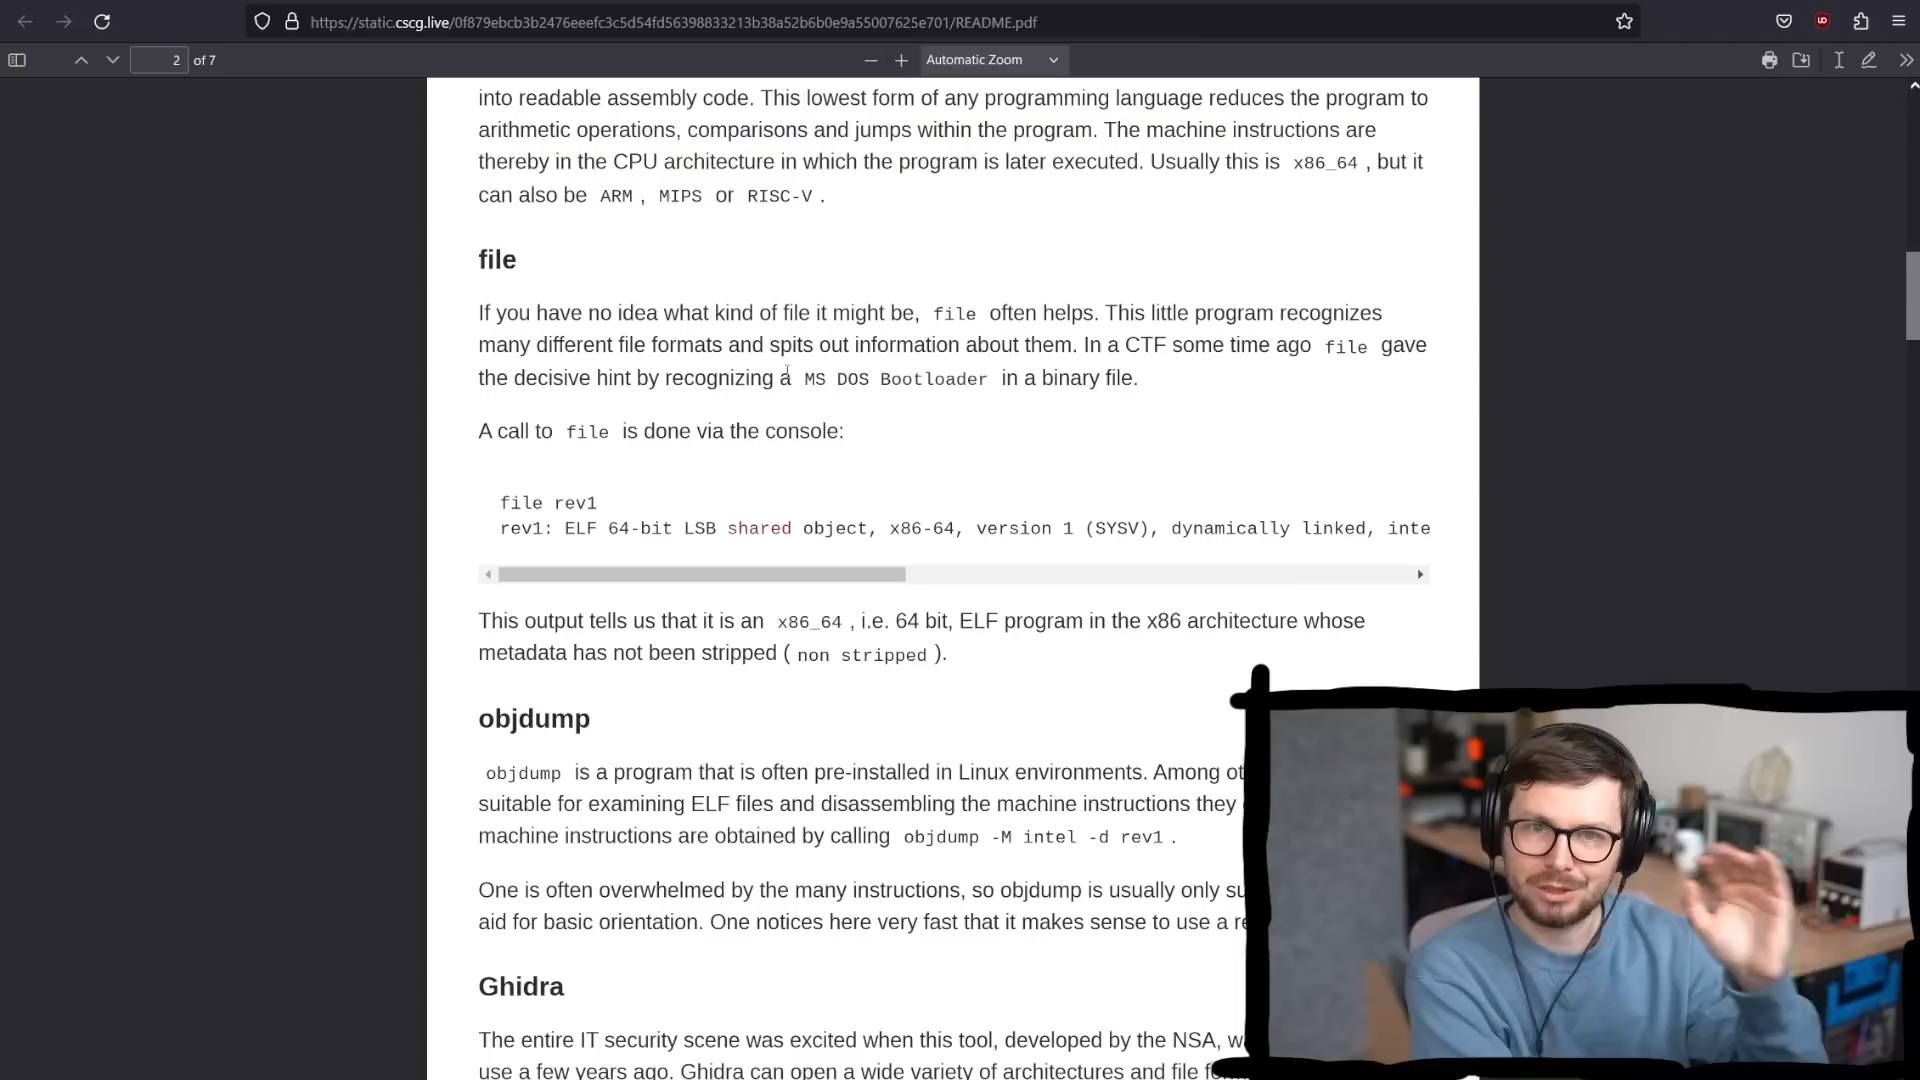 https://static.cscg.live/0f879ebcb3b2476eeefc3c5d54fd56398833213b38a52b6b0e9a55007625e701/README.pdf
2 of 7
Automatic Zoom
into readable assembly code. This lowest form of any programming language reduces the program to
arithmetic operations, comparisons and jumps within the program. The machine instructions are
thereby in the CPU architecture in which the program is later executed. Usually this is x86_64 , but it
can also be ARM , MIPS or RISC-V .
file
If you have no idea what kind of file it might be, file often helps. This little program recognizes
many different file formats and spits out information about them. In a CTF some time ago file gave
the decisive hint by recognizing a MS DOS Bootloader in a binary file.
A call to file is done via the console:
file rev1
rev1: ELF 64-bit LSB shared object, x86-64, version 1 (SYSV), dynamically linked, inte
This output tells us that it is an x86_64 , i.e. 64 bit, ELF program in the x86 architecture whose
metadata has not been stripped ( non stripped ).
objdump
objdump is a program that is often pre-installed in Linux environments. Among ot
suitable for examining ELF files and disassembling the machine instructions they
machine instructions are obtained by calling objdump -M intel -d rev1 .
One is often overwhelmed by the many instructions, so objdump is usually only su
aid for basic orientation. One notices here very fast that it makes sense to use a re
Ghidra
The entire IT security scene was excited when this tool, developed by the NSA, w
use a few years ago. Ghidra can open a wide variety of architectures and file